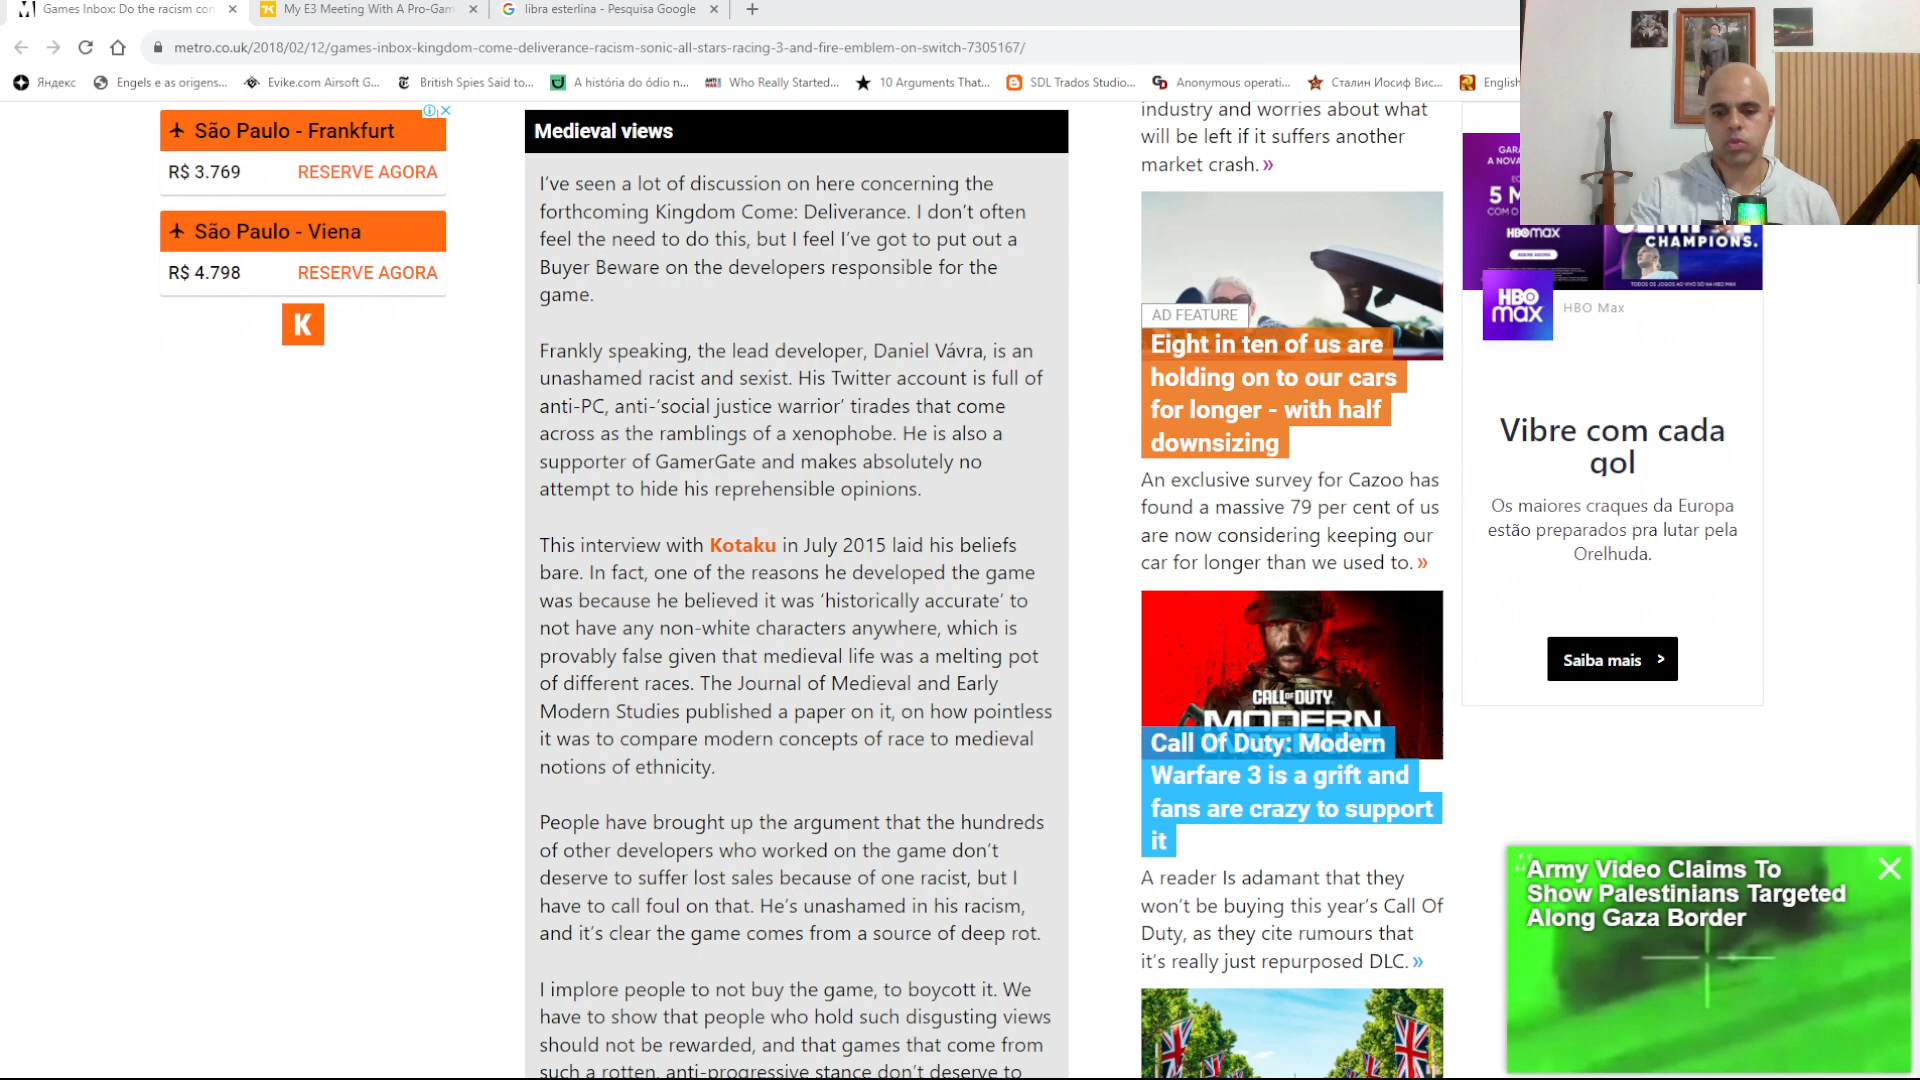 Games Inbox: Do the racism con
My E3 Meeting With A Pro-Gam
libra esterlina - Pesquisa Google
metro.co.uk/2018/02/12/games-inbox-kingdom-come-deliverance-racism-sonic-all-stars-racing-3-and-fire-emblem-on-switch-7305167/
Яндекс
Engels e as origens...
Evike.com Airsoft G...
British Spies Said to...
A história do ódio n...
Who Really Started...
10 Arguments That...
SDL Trados Studio...
Anonymous operati...
Сталин Иосиф Вис...
English
São Paulo - Frankfurt
R$ 3.769 RESERVE AGORA
São Paulo - Viena
R$ 4.798 RESERVE AGORA
K
Medieval views
I've seen a lot of discussion on here concerning the
forthcoming Kingdom Come: Deliverance. I don't often
feel the need to do this, but I feel I've got to put out a
Buyer Beware on the developers responsible for the
game.
Frankly speaking, the lead developer, Daniel Vávra, is an
unashamed racist and sexist. His Twitter account is full of
anti-PC, anti-'social justice warrior' tirades that come
across as the ramblings of a xenophobe. He is also a
supporter of GamerGate and makes absolutely no
attempt to hide his reprehensible opinions.
This interview with Kotaku in July 2015 laid his beliefs
bare. In fact, one of the reasons he developed the game
was because he believed it was 'historically accurate' to
not have any non-white characters anywhere, which is
provably false given that medieval life was a melting pot
of different races. The Journal of Medieval and Early
Modern Studies published a paper on it, on how pointless
it was to compare modern concepts of race to medieval
notions of ethnicity.
People have brought up the argument that the hundreds
of other developers who worked on the game don't
deserve to suffer lost sales because of one racist, but I
have to call foul on that. He's unashamed in his racism,
and it's clear the game comes from a source of deep rot.
I implore people to not buy the game, to boycott it. We
have to show that people who hold such disgusting views
should not be rewarded, and that games that come from
such a rotten, anti-progressive stance don't deserve to
industry and worries about what
will be left if it suffers another
market crash. »
AD FEATURE
Eight in ten of us are
holding on to our cars
for longer - with half
downsizing
An exclusive survey for Cazoo has
found a massive 79 per cent of us
are now considering keeping our
car for longer than we used to. »
CALL OF DUTY
MODERN
Call Of Duty: Modern
Warfare 3 is a grift and
fans are crazy to support
it
A reader Is adamant that they
won't be buying this year's Call Of
Duty, as they cite rumours that
it's really just repurposed DLC. »
A NOVA
5 M
COM O
HBOmax
CHAMPIONS.
HBO max
HBO Max
Vibre com cada
gol
Os maiores craques da Europa
estão preparados pra lutar pela
Orelhuda.
Saiba mais >
Army Video Claims To
Show Palestinians Targeted
Along Gaza Border